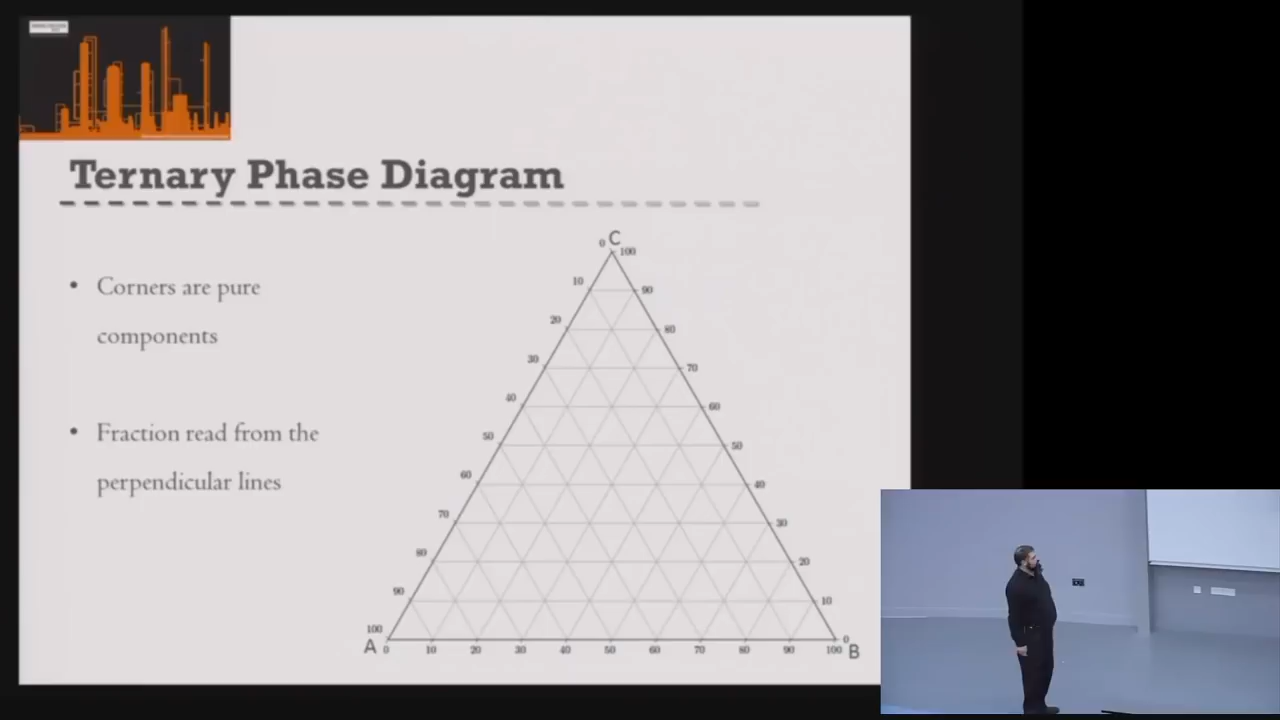 Ternary Phase Diagram
• Corners are pure
components
• Fraction read from the
perpendicular lines
C
0 100
10 90
20 80
30 70
40 60
50 50
60 40
70 30
80 20
90 10
100 0
A 0 10 20 30 40 50 60 70 80 90 100 B